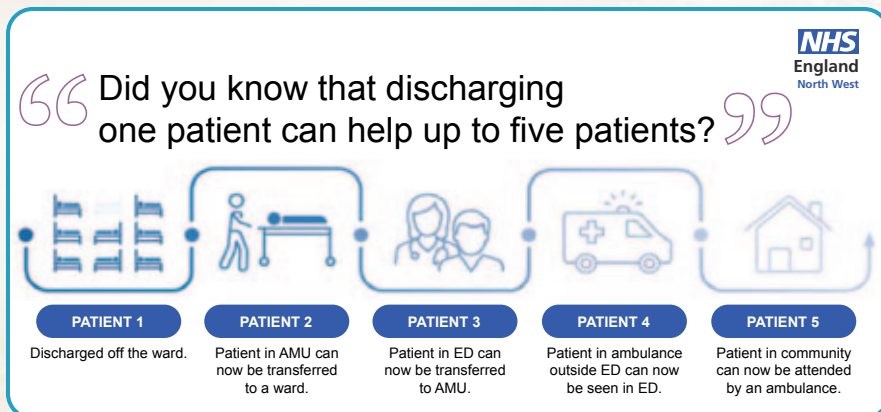 NHS
England
North West
“ Did you know that discharging
one patient can help up to five patients? ”
PATIENT 1
Discharged off the ward.
PATIENT 2
Patient in AMU can
now be transferred
to a ward.
PATIENT 3
Patient in ED can
now be transferred
to AMU.
PATIENT 4
Patient in ambulance
outside ED can now
be seen in ED.
PATIENT 5
Patient in community
can now be attended
by an ambulance.